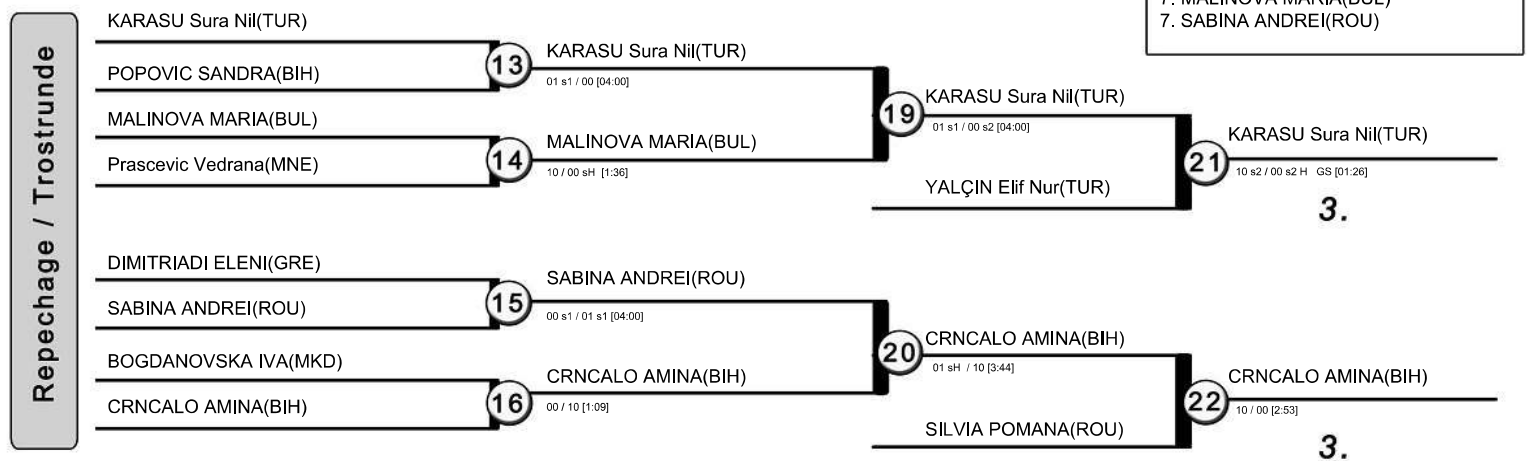 7. MALINOVA MARIA(BUL)
7. SABINA ANDREI(ROU)
Repechage / Trostrunde
KARASU Sura Nil(TUR)
POPOVIC SANDRA(BIH)
13
KARASU Sura Nil(TUR)
01 s1 / 00 [04:00]
MALINOVA MARIA(BUL)
Prascevic Vedrana(MNE)
14
MALINOVA MARIA(BUL)
10 / 00 sH [1:36]
19
KARASU Sura Nil(TUR)
01 s1 / 00 s2 [04:00]
YALÇIN Elif Nur(TUR)
21
KARASU Sura Nil(TUR)
10 s2 / 00 s2 H GS [01:26]
3.
DIMITRIADI ELENI(GRE)
SABINA ANDREI(ROU)
15
SABINA ANDREI(ROU)
00 s1 / 01 s1 [04:00]
BOGDANOVSKA IVA(MKD)
CRNCALO AMINA(BIH)
16
CRNCALO AMINA(BIH)
00 / 10 [1:09]
20
CRNCALO AMINA(BIH)
01 sH / 10 [3:44]
SILVIA POMANA(ROU)
22
CRNCALO AMINA(BIH)
10 / 00 [2:53]
3.